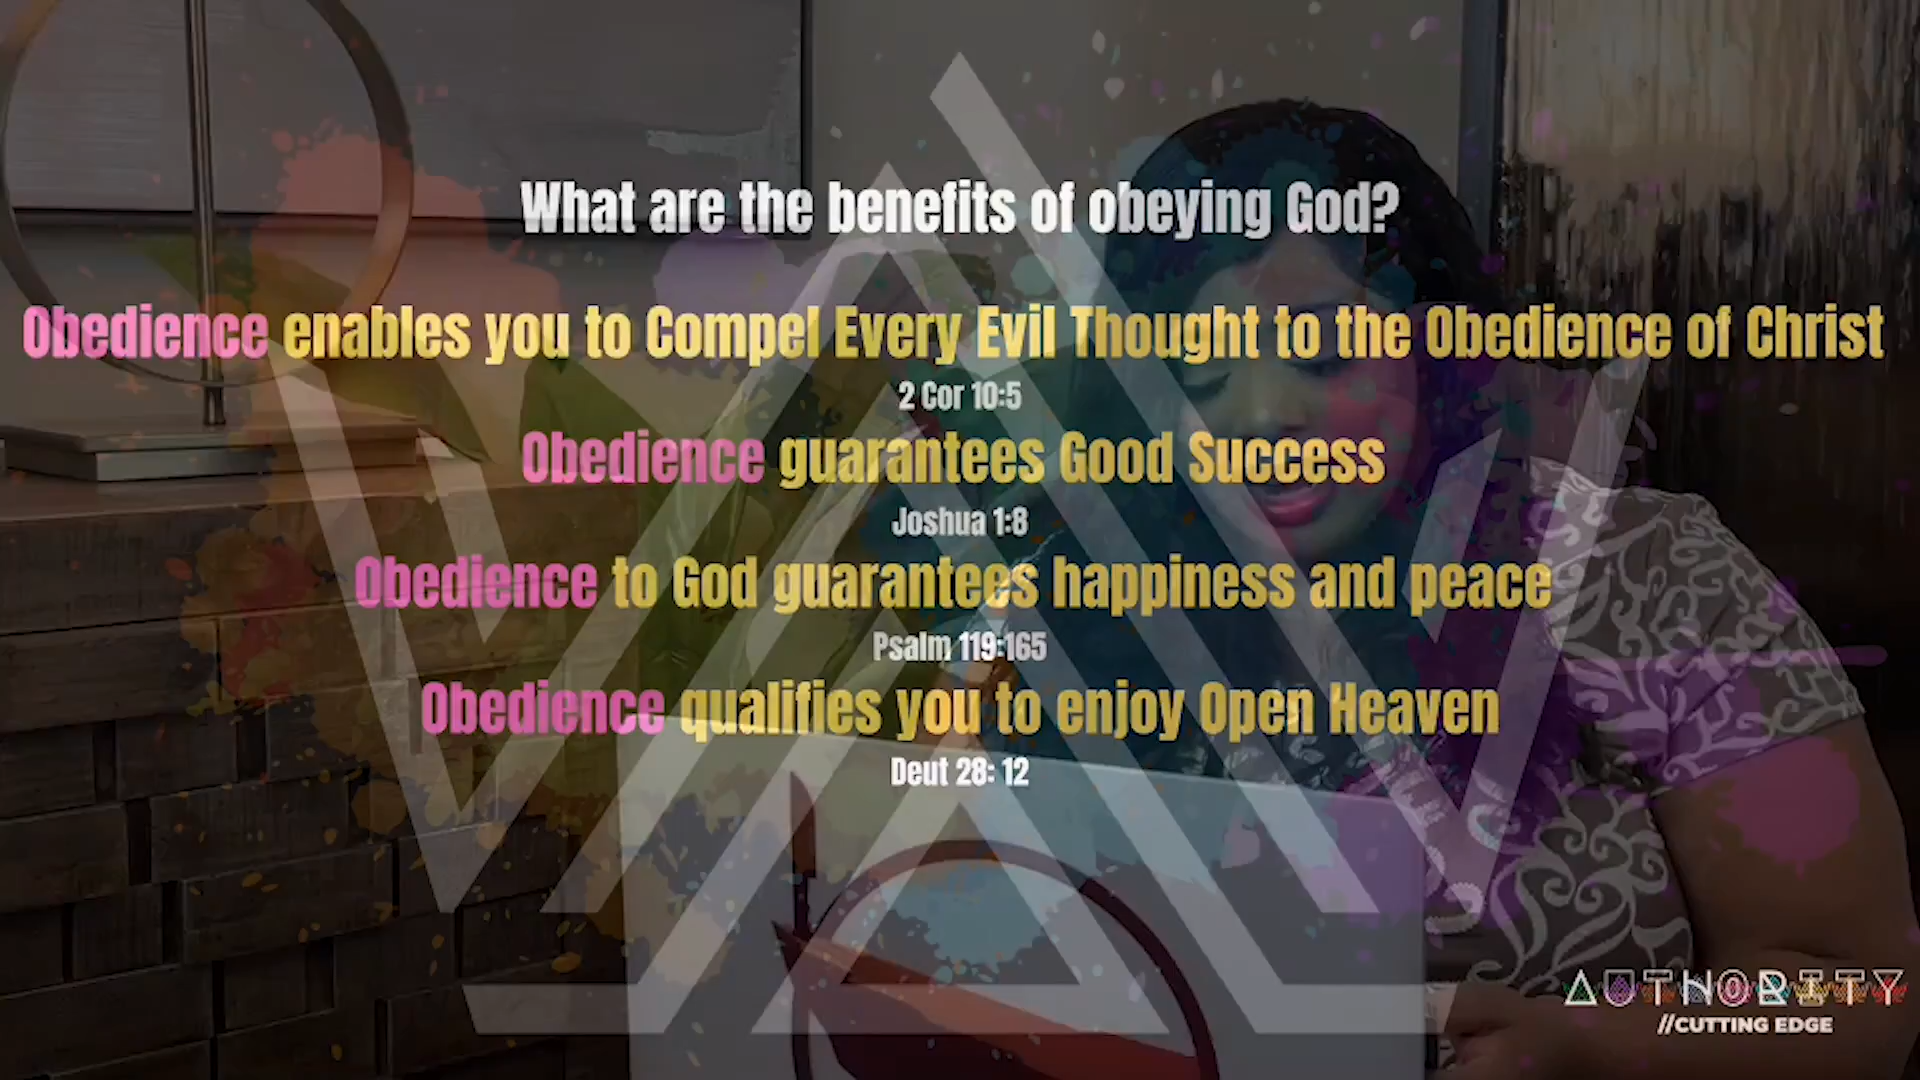 What are the benefits of obeying God?
Obedience enables you to Compel Every Evil Thought to the Obedience of Christ
2 Cor 10:5
Obedience guarantees Good Success
Joshua 1:8
Obedience to God guarantees happiness and peace
Psalm 119:165
Obedience qualifies you to enjoy Open Heaven
Deut 28: 12
AUTHORITY
//CUTTING EDGE